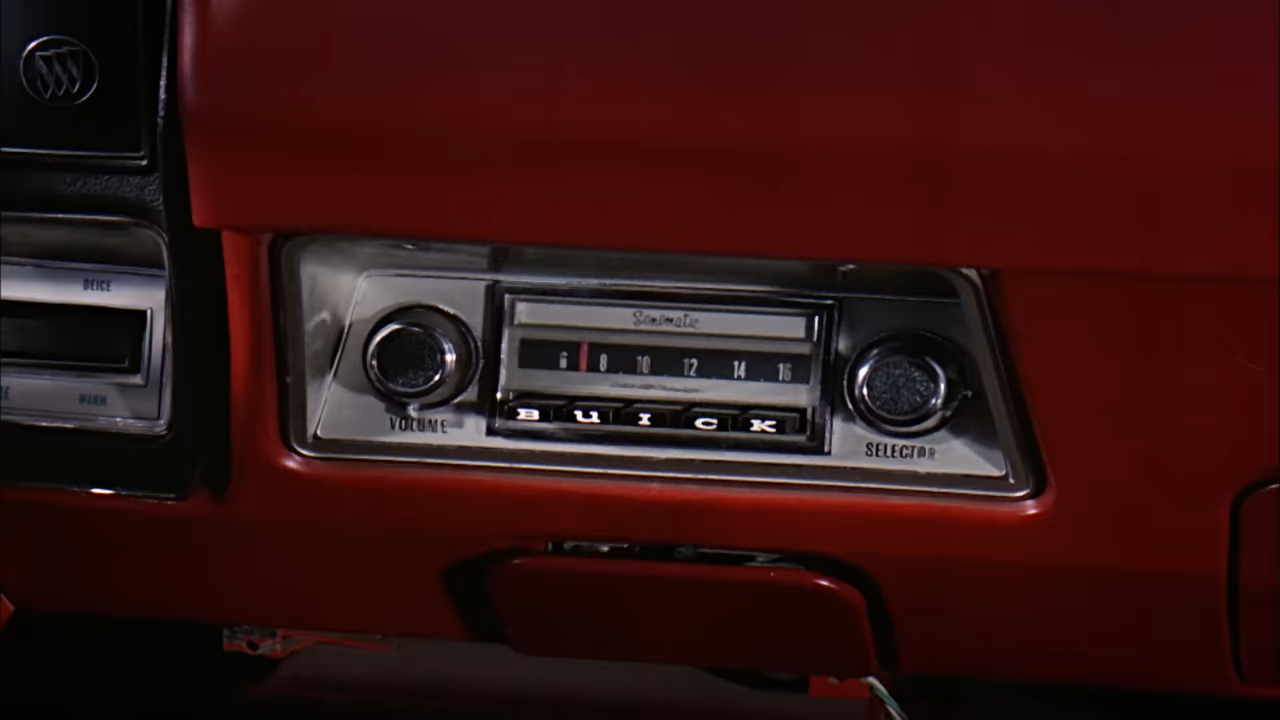 DEICE
WARM
Sonomatic
6 8 10 12 14 16
BUICK
VOLUME
SELECTOR